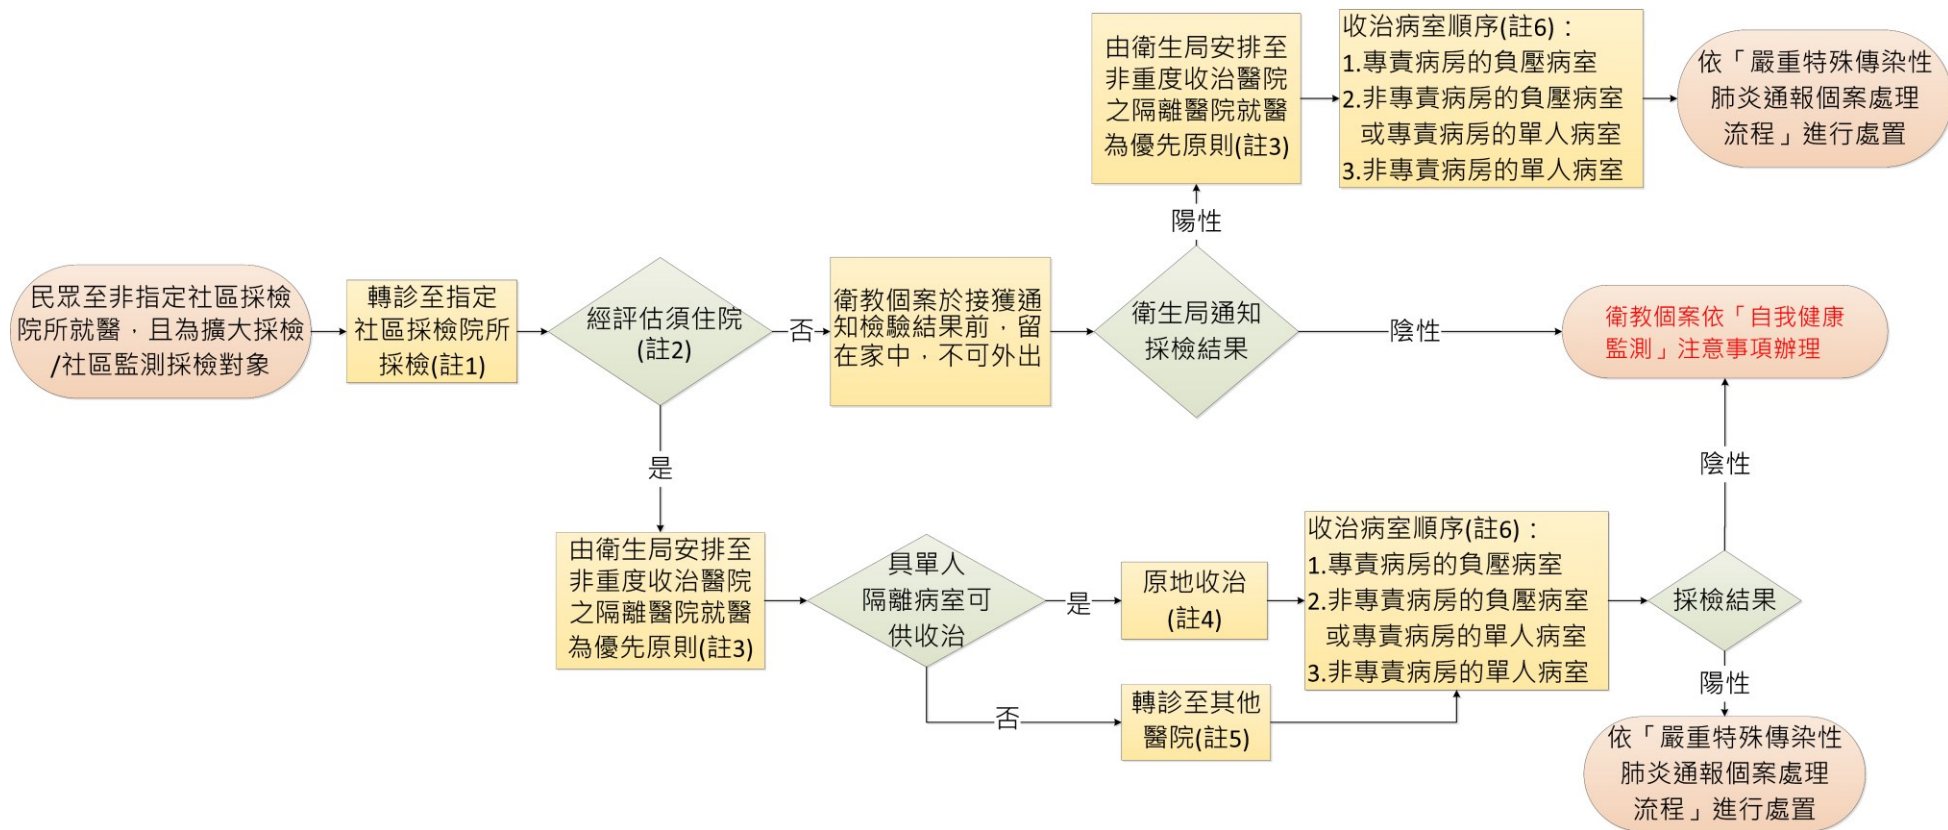 民眾至非指定社區採檢
院所就醫，且為擴大採檢
/社區監測採檢對象
轉診至指定
社區採檢院所
採檢(註1)
經評估須住院
(註2)
否
衛教個案於接獲通
知檢驗結果前，留
在家中，不可外出
衛生局通知
採檢結果
陽性
由衛生局安排至
非重度收治醫院
之隔離醫院就醫
為優先原則(註3)
收治病室順序(註6)：
1.專責病房的負壓病室
2.非專責病房的負壓病室
或專責病房的單人病室
3.非專責病房的單人病室
依「嚴重特殊傳染性
肺炎通報個案處理
流程」進行處置
陰性
衛教個案依「自我健康
監測」注意事項辦理
是
由衛生局安排至
非重度收治醫院
之隔離醫院就醫
為優先原則(註3)
具單人
隔離病室可
供收治
是
原地收治
(註4)
否
轉診至其他
醫院(註5)
收治病室順序(註6)：
1.專責病房的負壓病室
2.非專責病房的負壓病室
或專責病房的單人病室
3.非專責病房的單人病室
採檢結果
陰性
陽性
依「嚴重特殊傳染性
肺炎通報個案處理
流程」進行處置